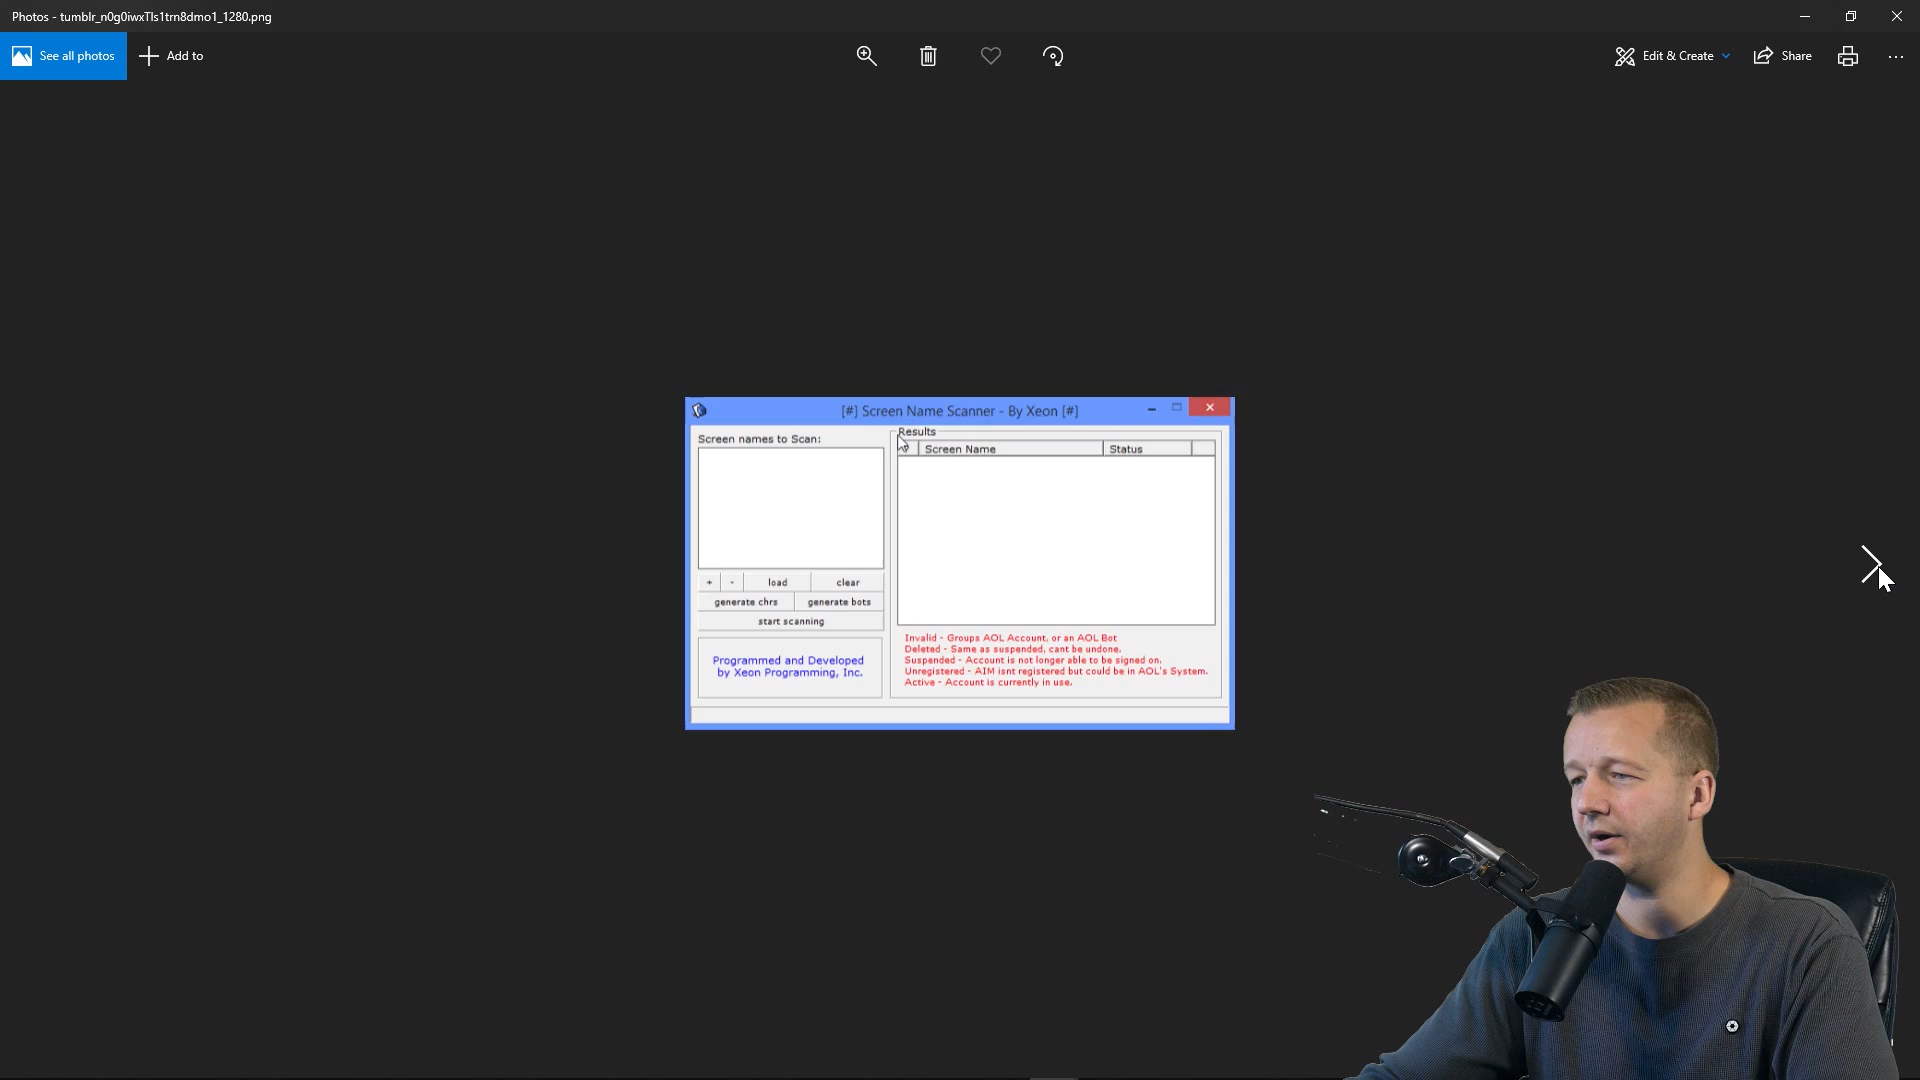 Photos - tumblr_n0g0iwxTls1trn8dmo1_1280.png
See all photos
Add to
Edit & Create
Share
[#] Screen Name Scanner - By Xeon [#]
Screen names to Scan:
+ - load clear
generate chrs generate bots
start scanning
Programmed and Developed
by Xeon Programming, Inc.
Results
Screen Name Status
Invalid - Groups AOL Account, or an AOL Bot
Deleted - Same as suspended, cant be undone.
Suspended - Account is not longer able to be signed on.
Unregistered - AIM isnt registered but could be in AOL's System.
Active - Account is currently in use.